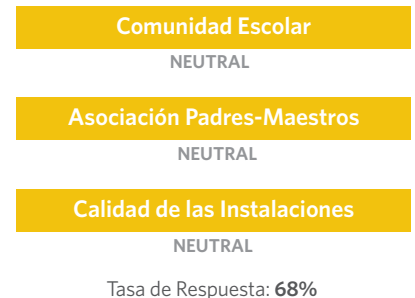 Comunidad Escolar
NEUTRAL
Asociación Padres-Maestros
NEUTRAL
Calidad de las Instalaciones
NEUTRAL
Tasa de Respuesta: 68%